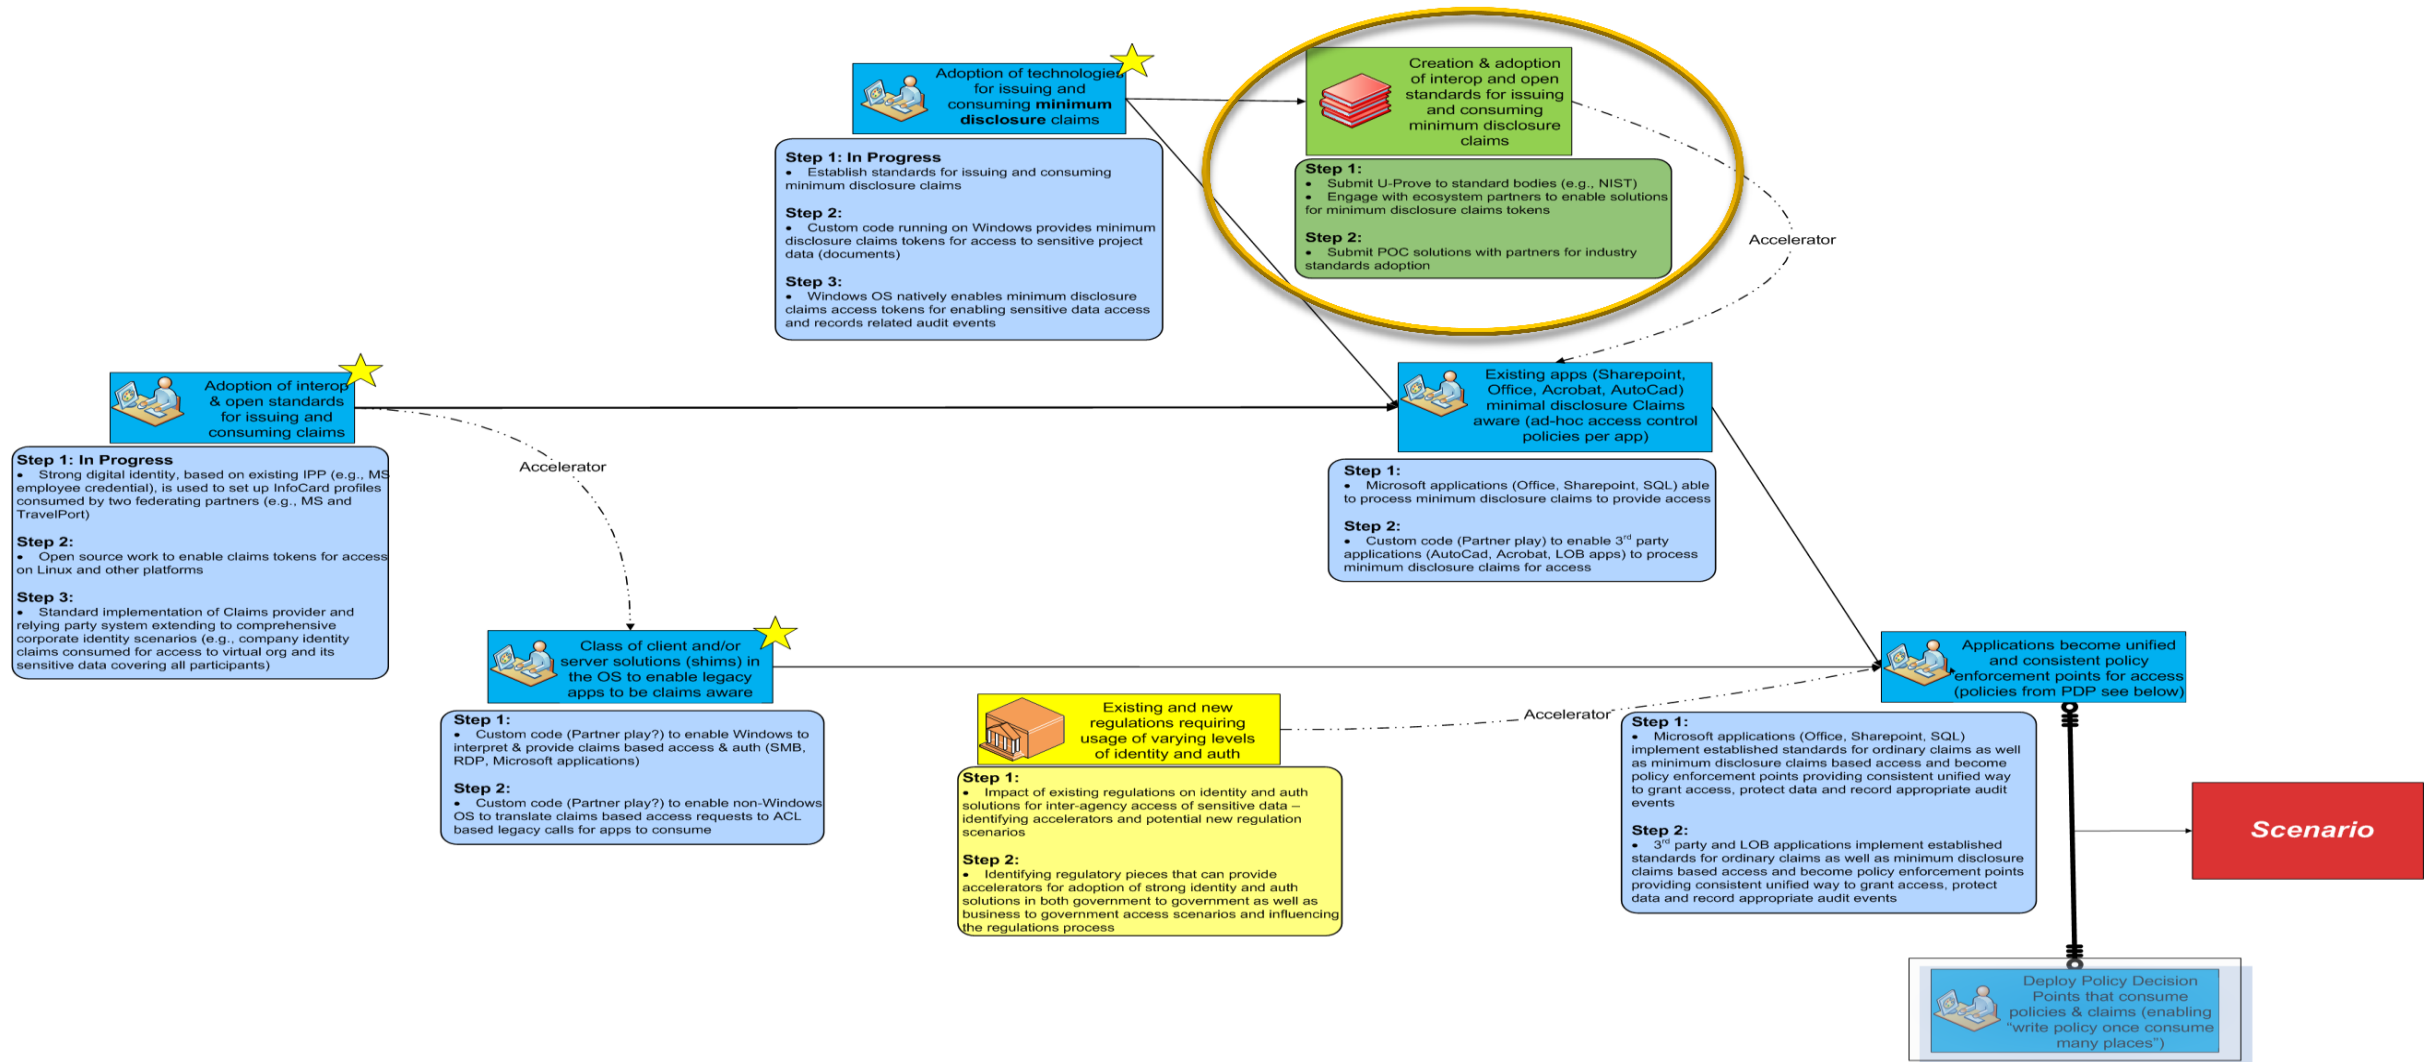 Adoption of technologies
for issuing and
consuming minimum
disclosure claims
Step 1: In Progress
• Establish standards for issuing and consuming
minimum disclosure claims
Step 2:
• Custom code running on Windows provides minimum
disclosure claims tokens for access to sensitive project
data (documents)
Step 3:
• Windows OS natively enables minimum disclosure
claims access tokens for enabling sensitive data access
and records related audit events
Creation & adoption
of interop and open
standards for issuing
and consuming
minimum disclosure
claims
Step 1:
• Submit U-Prove to standard bodies (e.g., NIST)
• Engage with ecosystem partners to enable solutions
for minimum disclosure claims tokens
Step 2:
• Submit POC solutions with partners for industry
standards adoption
Accelerator
Adoption of interop
& open standards
for issuing and
consuming claims
Step 1: In Progress
• Strong digital identity, based on existing IPP (e.g., MS
employee credential), is used to set up InfoCard profiles
consumed by two federating partners (e.g., MS and
TravelPort)
Step 2:
• Open source work to enable claims tokens for access
on Linux and other platforms
Step 3:
• Standard implementation of Claims provider and
relying party system extending to comprehensive
corporate identity scenarios (e.g., company identity
claims consumed for access to virtual org and its
sensitive data covering all participants)
Accelerator
Existing apps (Sharepoint,
Office, Acrobat, AutoCad)
minimal disclosure Claims
aware (ad-hoc access control
policies per app)
Step 1:
• Microsoft applications (Office, Sharepoint, SQL) able
to process minimum disclosure claims to provide access
Step 2:
• Custom code (Partner play) to enable 3rd party
applications (AutoCad, Acrobat, LOB apps) to process
minimum disclosure claims for access
Class of client and/or
server solutions (shims) in
the OS to enable legacy
apps to be claims aware
Step 1:
• Custom code (Partner play?) to enable Windows to
interpret & provide claims based access & auth (SMB,
RDP, Microsoft applications)
Step 2:
• Custom code (Partner play?) to enable non-Windows
OS to translate claims based access requests to ACL
based legacy calls for apps to consume
Existing and new
regulations requiring
usage of varying levels
of identity and auth
Step 1:
• Impact of existing regulations on identity and auth
solutions for inter-agency access of sensitive data –
identifying accelerators and potential new regulation
scenarios
Step 2:
• Identifying regulatory pieces that can provide
accelerators for adoption of strong identity and auth
solutions in both government to government as well as
business to government access scenarios and influencing
the regulations process
Accelerator
Applications become unified
and consistent policy
enforcement points for access
(policies from PDP see below)
Step 1:
• Microsoft applications (Office, Sharepoint, SQL)
implement established standards for ordinary claims as well
as minimum disclosure claims based access and become
policy enforcement points providing consistent unified way
to grant access, protect data and record appropriate audit
events
Step 2:
• 3rd party and LOB applications implement established
standards for ordinary claims as well as minimum disclosure
claims based access and become policy enforcement points
providing consistent unified way to grant access, protect
data and record appropriate audit events
Scenario
Deploy Policy Decision
Points that consume
policies & claims (enabling
"write policy once consume
many places")